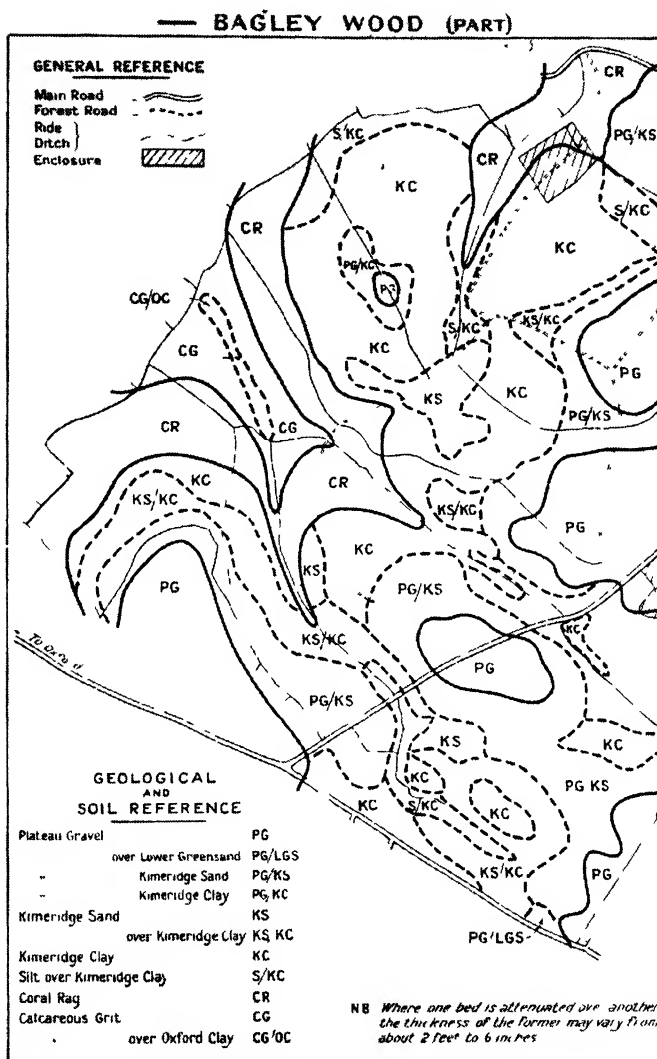 BAGLEY WOOD (PART)
GENERAL REFERENCE
Main Road
Forest Road
Ride
Ditch
Enclosure
CR
PG/KS
S/KC
CR
KC
S/KC
CR
KC
PG/KC
PG
CG/OC
S/KC
KS/KC
CG
KC
KC
PG
KS
PG/KS
CR
CG
KC
CR
KS/KC
KS/KC
PG
KC
KS
PG
PG/KS
KC
KS/KC
PG
To Oxford
PG/KS
KS
KC
KC
PG KS
KC
S/KC
KC
PG
KS/KC
PG/LGS
GEOLOGICAL
AND
SOIL REFERENCE
Plateau Gravel PG
over Lower Greensand PG/LGS
" Kimeridge Sand PG/KS
" Kimeridge Clay PG/KC
Kimeridge Sand KS
over Kimeridge Clay KS/KC
Kimeridge Clay KC
Silt over Kimeridge Clay S/KC
Coral Rag CR
Calcareous Grit CG
" over Oxford Clay CG/OC
NB Where one bed is attenuated over another
the thickness of the former may vary from
about 2 feet to 6 inches